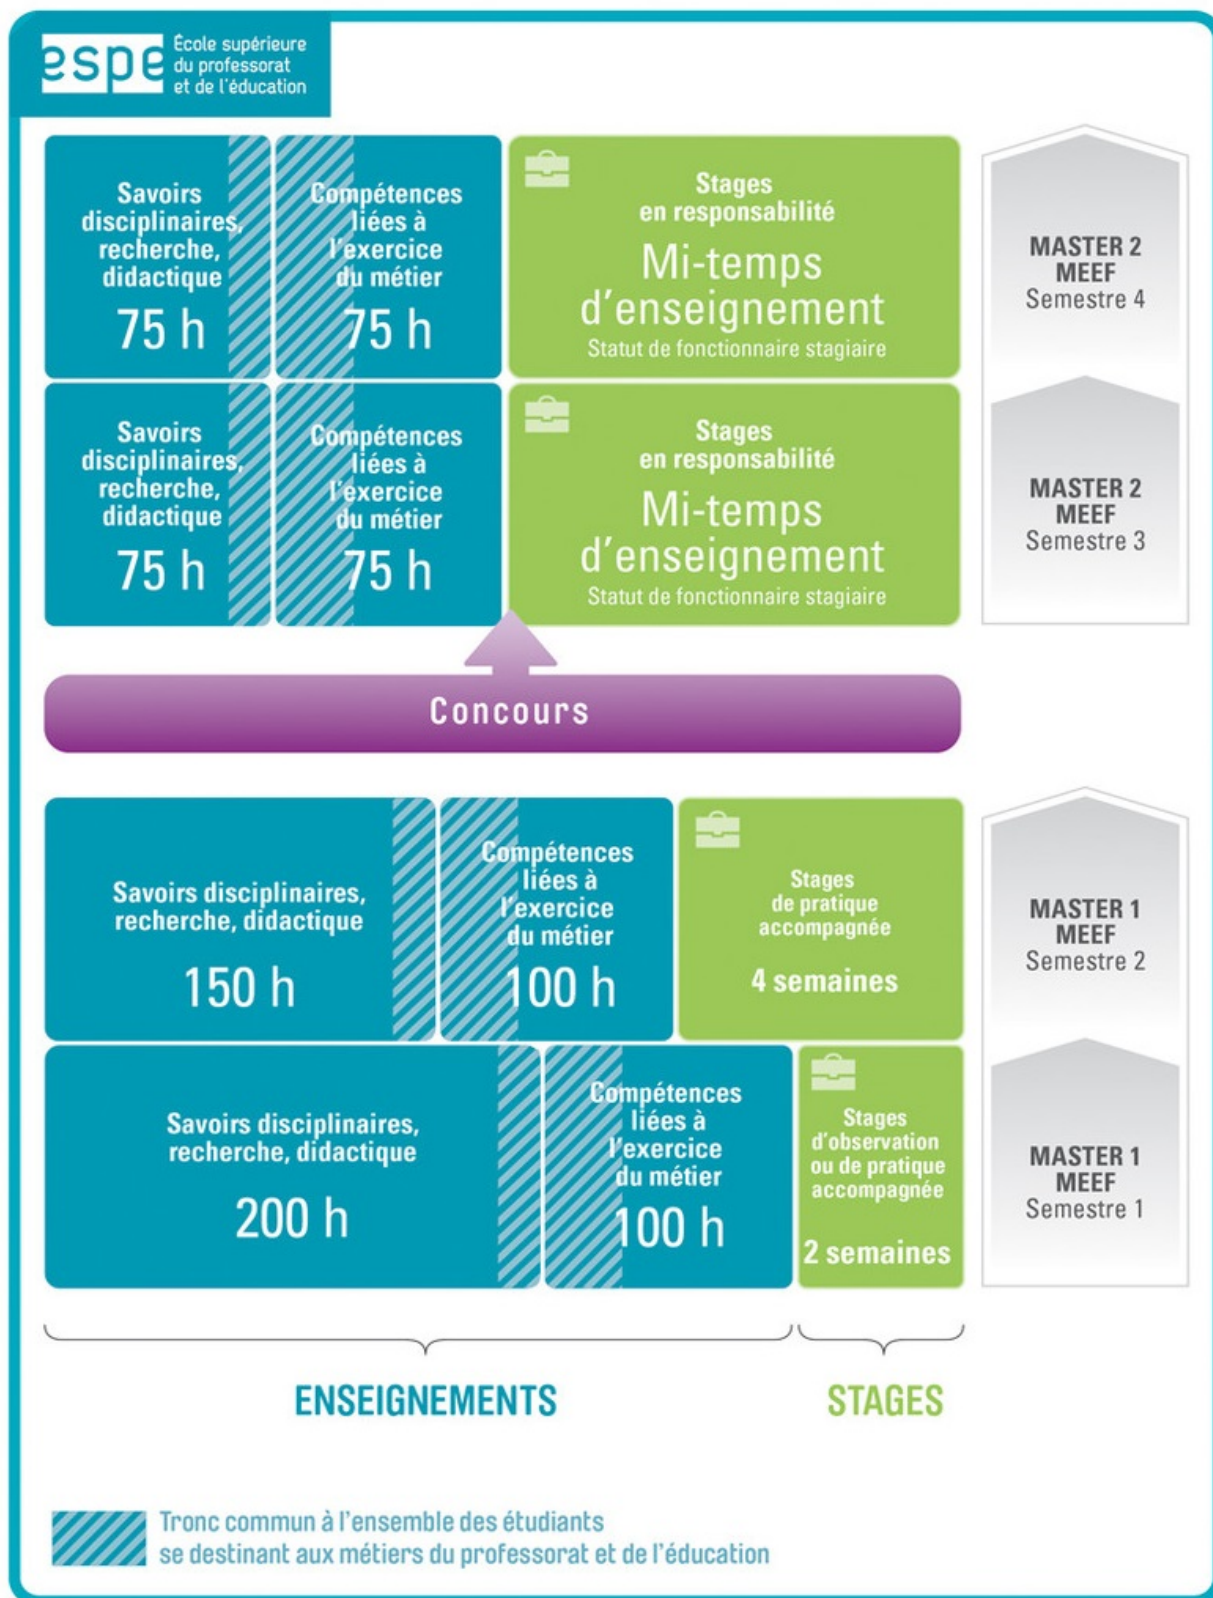 espe
École supérieure
du professorat
et de l'éducation
Savoirs
disciplinaires,
recherche,
didactique
75 h
Compétences
liées à
l'exercice
du métier
75 h
Stages
en responsabilité
Mi-temps
d'enseignement
Statut de fonctionnaire stagiaire
MASTER 2
MEEF
Semestre 4
Savoirs
disciplinaires,
recherche,
didactique
75 h
Compétences
liées à
l'exercice
du métier
75 h
Stages
en responsabilité
Mi-temps
d'enseignement
Statut de fonctionnaire stagiaire
MASTER 2
MEEF
Semestre 3
Concours
Savoirs disciplinaires,
recherche, didactique
150 h
Compétences
liées à
l'exercice
du métier
100 h
Stages
de pratique
accompagnée
4 semaines
MASTER 1
MEEF
Semestre 2
Savoirs disciplinaires,
recherche, didactique
200 h
Compétences
liées à
l'exercice
du métier
100 h
Stages
d'observation
ou de pratique
accompagnée
2 semaines
MASTER 1
MEEF
Semestre 1
ENSEIGNEMENTS
STAGES
Tronc commun à l'ensemble des étudiants
se destinant aux métiers du professorat et de l'éducation